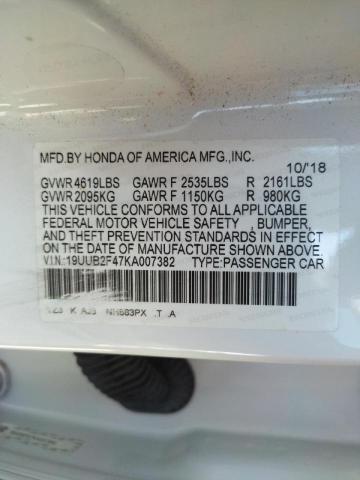 MFD.BY HONDA OF AMERICA MFG.,INC.
10/'18
GVWR 4619LBS GAWR F 2535LBS R 2161LBS
GVWR 2095KG GAWR F 1150KG R 980KG
THIS VEHICLE CONFORMS TO ALL APPLICABLE
FEDERAL MOTOR VEHICLE SAFETY , BUMPER,
AND THEFT PREVENTION STANDARDS IN EFFECT
ON THE DATE OF MANUFACTURE SHOWN ABOVE.
V.I.N.:19UUB2F47KA007382 TYPE:PASSENGER CAR
K NH883PX .T .A